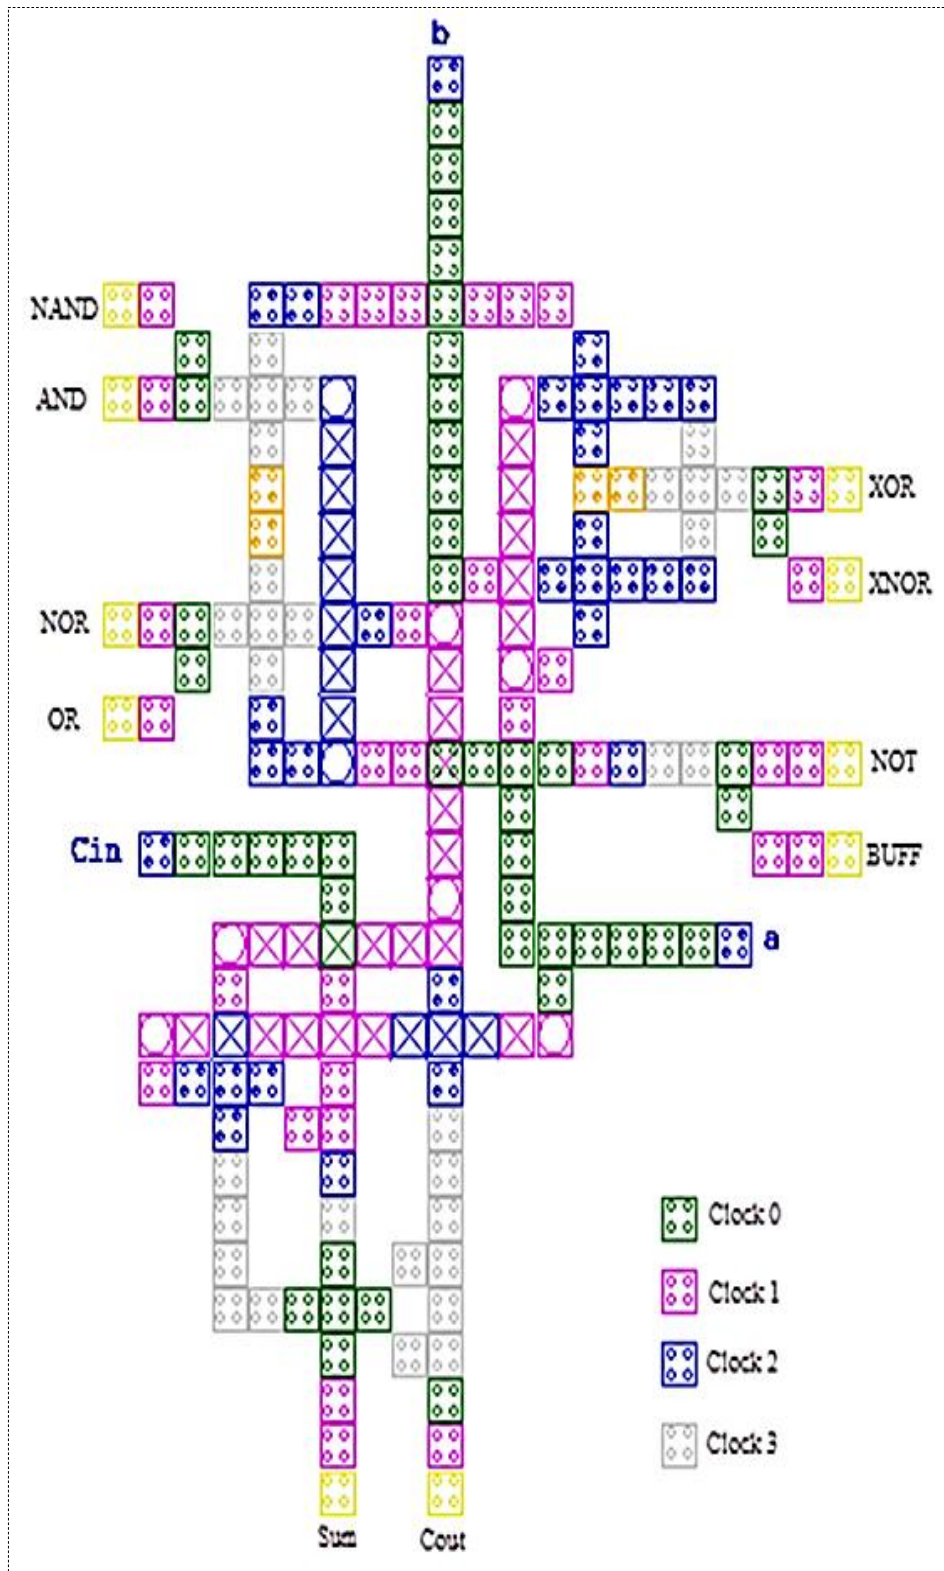 b
NAND
AND
XOR
XNOR
NOR
OR
NOT
Cin
BUFF
a
Clock 0
Clock 1
Clock 2
Clock 3
Sum
Cout